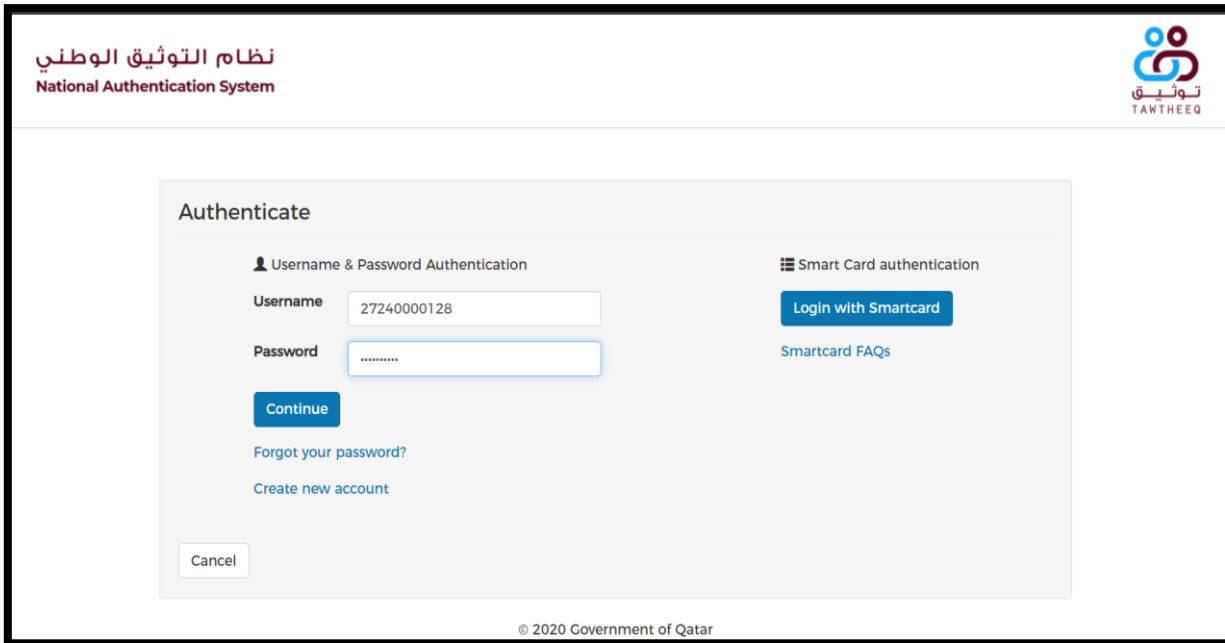 نظام التوثيق الوطني
National Authentication System
توثيق
TAWTHEEQ
Authenticate
Username & Password Authentication
Username
27240000128
Password
..........
Continue
Forgot your password?
Create new account
Smart Card authentication
Login with Smartcard
Smartcard FAQs
Cancel
© 2020 Government of Qatar